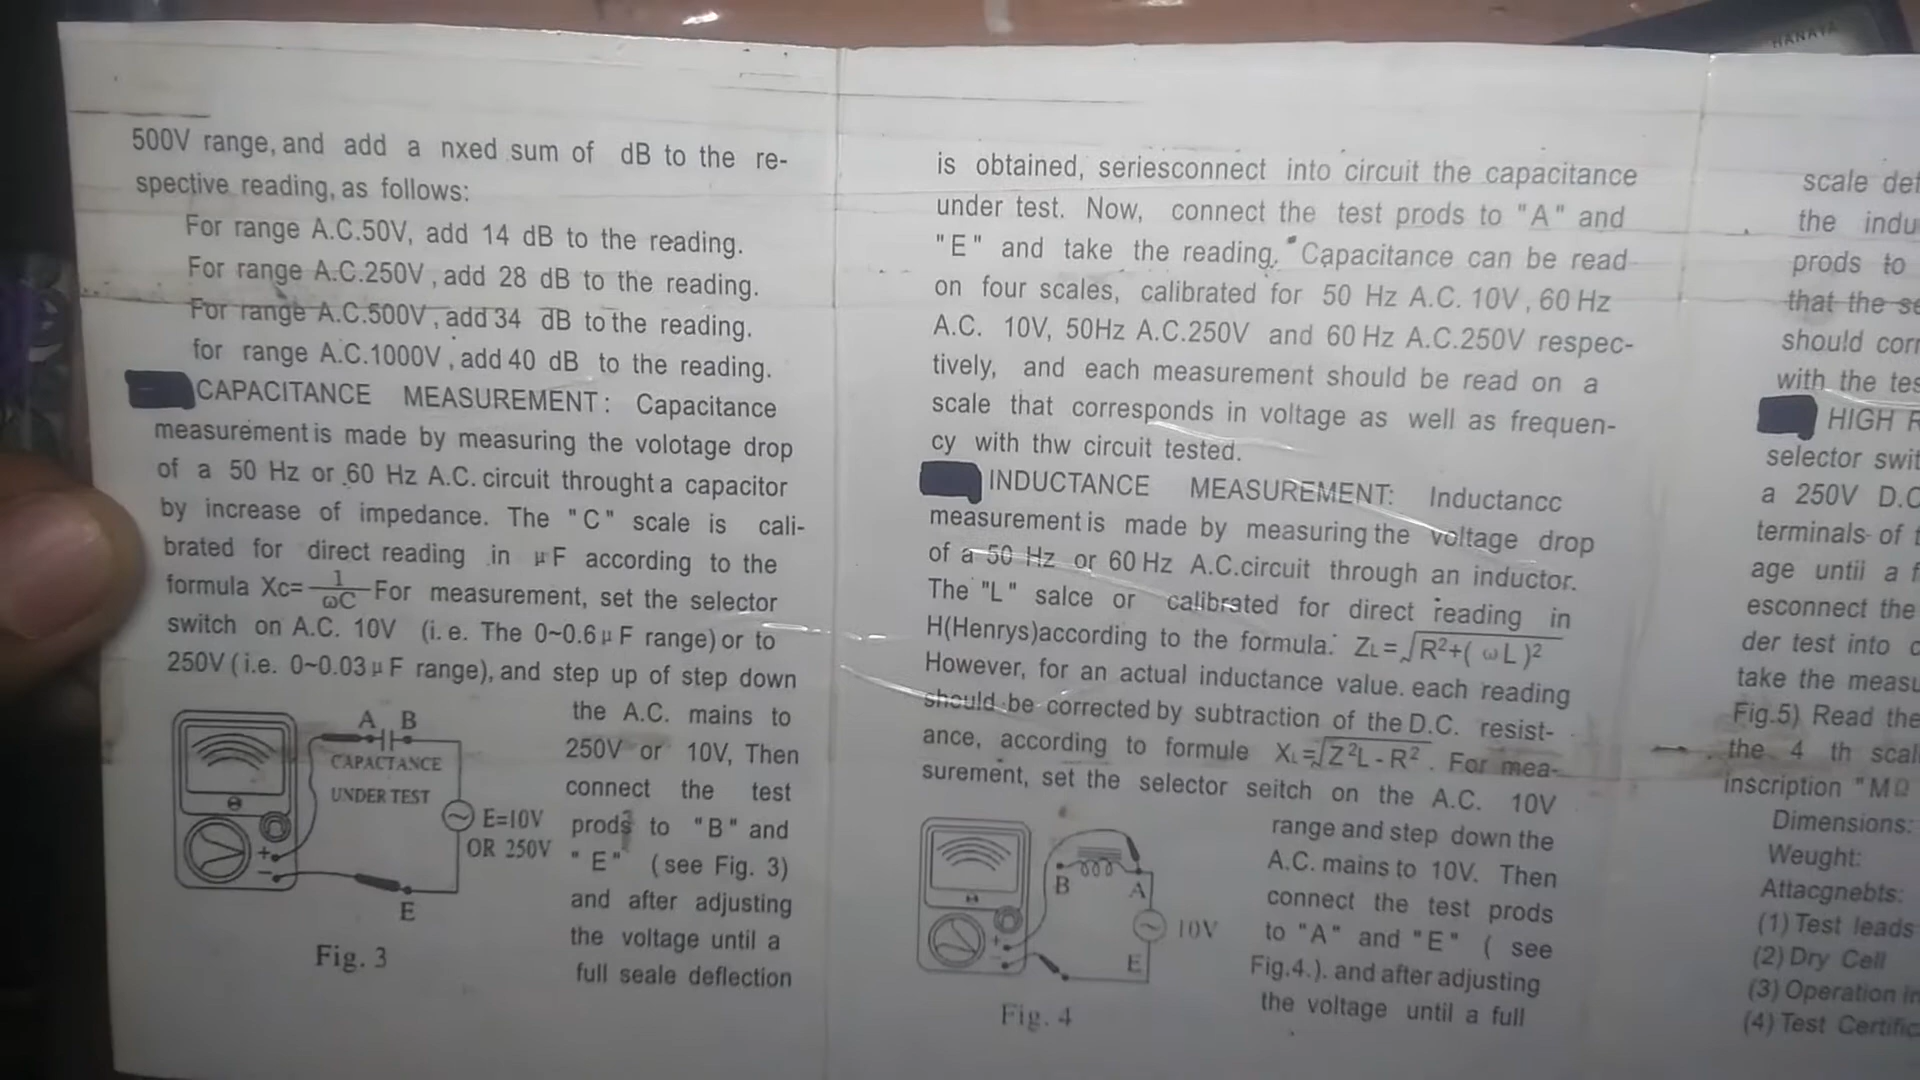 HANAYA
500V range, and add a nxed sum of dB to the re-
spective reading, as follows:
For range A.C.50V, add 14 dB to the reading.
For range A.C.250V, add 28 dB to the reading.
For range A.C.500V, add 34 dB to the reading.
for range A.C.1000V, add 40 dB to the reading.
CAPACITANCE MEASUREMENT: Capacitance
measurement is made by measuring the volotage drop
of a 50 Hz or 60 Hz A.C. circuit throught a capacitor
by increase of impedance. The "C" scale is cali-
brated for direct reading in μF according to the
formula Xc=1/ωC For measurement, set the selector
switch on A.C. 10V (i.e. The 0~0.6μF range) or to
250V (i.e. 0~0.03μF range), and step up of step down
the A.C. mains to
250V or 10V, Then
connect the test
prods to "B" and
"E" (see Fig. 3)
and after adjusting
the voltage until a
full seale deflection
A B
CAPACTANCE
UNDER TEST
E=10V
OR 250V
+
−
E
Fig. 3
is obtained, seriesconnect into circuit the capacitance
under test. Now, connect the test prods to "A" and
"E" and take the reading. Capacitance can be read
on four scales, calibrated for 50 Hz A.C. 10V, 60 Hz
A.C. 10V, 50Hz A.C.250V and 60 Hz A.C.250V respec-
tively, and each measurement should be read on a
scale that corresponds in voltage as well as frequen-
cy with thw circuit tested.
INDUCTANCE MEASUREMENT: Inductancc
measurement is made by measuring the voltage drop
of a 50 Hz or 60 Hz A.C.circuit through an inductor.
The "L" salce or calibrated for direct reading in
H(Henrys)according to the formula: ZL=√R²+(ωL)²
However, for an actual inductance value. each reading
should be corrected by subtraction of the D.C. resist-
ance, according to formule XL=√Z²L-R². For mea-
surement, set the selector seitch on the A.C. 10V
range and step down the
A.C. mains to 10V. Then
connect the test prods
to "A" and "E" ( see
Fig.4.). and after adjusting
the voltage until a full
B
A
10V
+
−
E
Fig. 4
scale def
the indu
prods to
that the se
should corr
with the tes
HIGH R
selector swit
a 250V D.C
terminals of t
age untii a f
esconnect the
der test into c
take the measu
Fig.5) Read the
the 4 th scal
inscription "MΩ
Dimensions:
Weught:
Attacgnebts:
(1) Test leads
(2) Dry Cell
(3) Operation in
(4) Test Certific